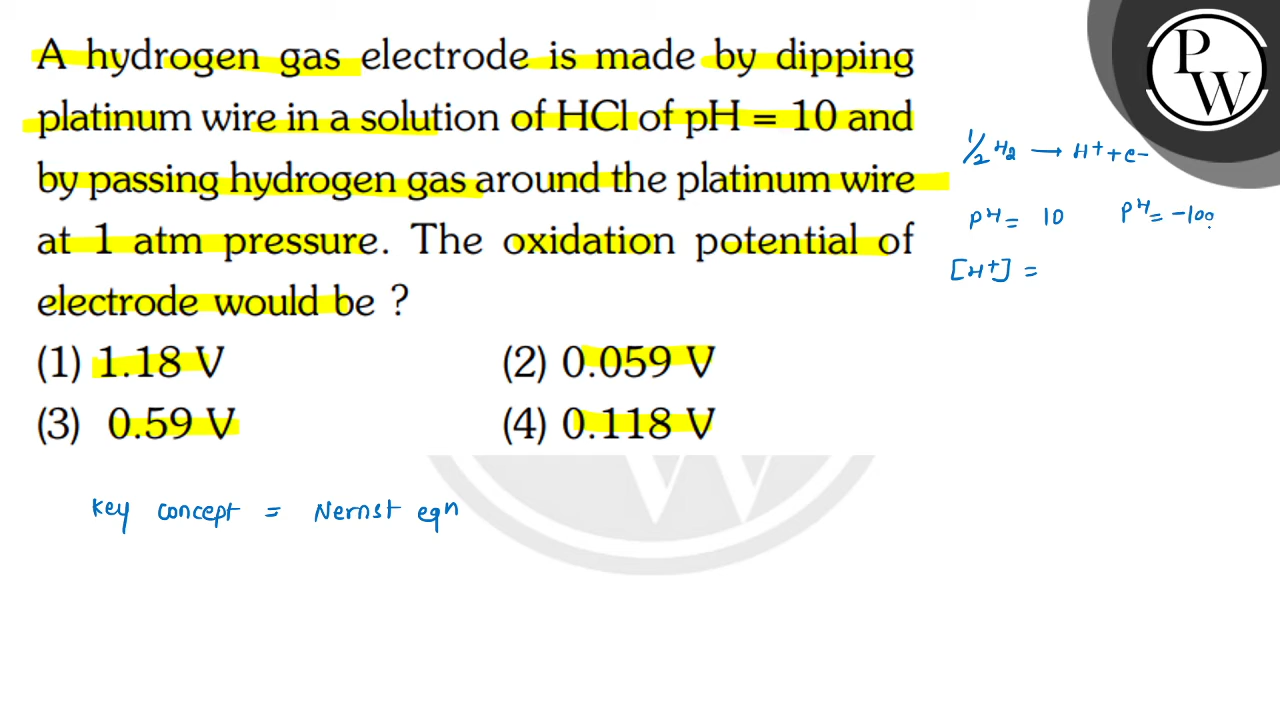 A hydrogen gas electrode is made by dipping
platinum wire in a solution of HCl of pH = 10 and
by passing hydrogen gas around the platinum wire
at 1 atm pressure. The oxidation potential of
electrode would be ?
(1) 1.18 V (2) 0.059 V
(3) 0.59 V (4) 0.118 V
Key concept = Nernst eqn
PW
1/2 H2 → H+ + e-
PH = 10 PH = -log
[H+] =